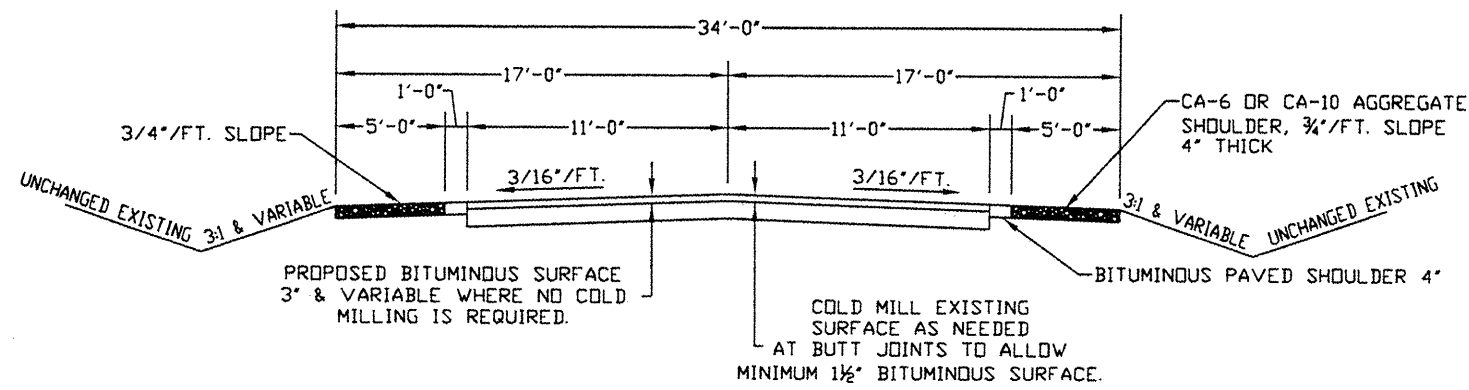 34'-0"
17'-0"
17'-0"
1'-0"
1'-0"
3/4"/FT. SLOPE
5'-0"
11'-0"
11'-0"
5'-0"
CA-6 OR CA-10 AGGREGATE
SHOULDER, ¾"/FT. SLOPE
4" THICK
3/16"/FT.
3/16"/FT.
UNCHANGED EXISTING
3:1 & VARIABLE
3:1 & VARIABLE
UNCHANGED EXISTING
PROPOSED BITUMINOUS SURFACE
3" & VARIABLE WHERE NO COLD
MILLING IS REQUIRED.
BITUMINOUS PAVED SHOULDER 4"
COLD MILL EXISTING
SURFACE AS NEEDED
AT BUTT JOINTS TO ALLOW
MINIMUM 1½" BITUMINOUS SURFACE.